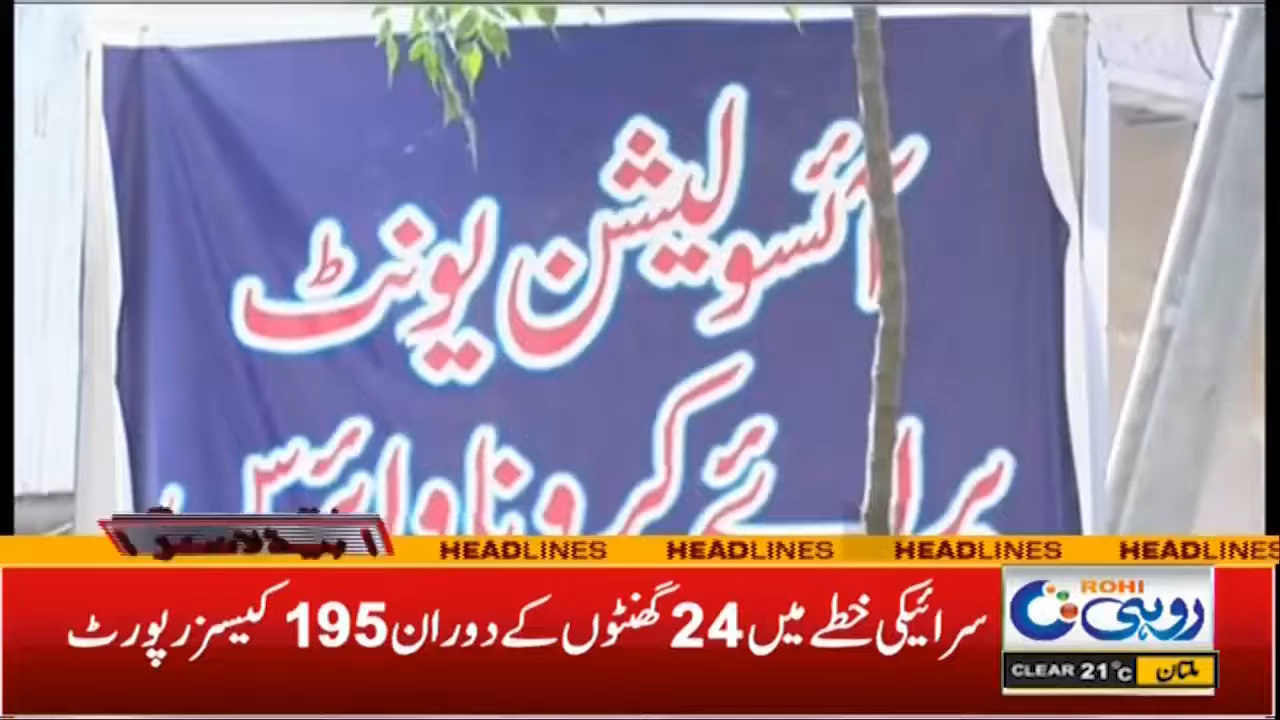 آئسولیشن یونٹ
برائے کرونا وائرس
HEADLINES HEADLINES HEADLINES HEADLINES
سرائیکی خطے میں 24 گھنٹوں کے دوران 195 کیسز رپورٹ
ROHI
روہی
CLEAR 21°C ملتان